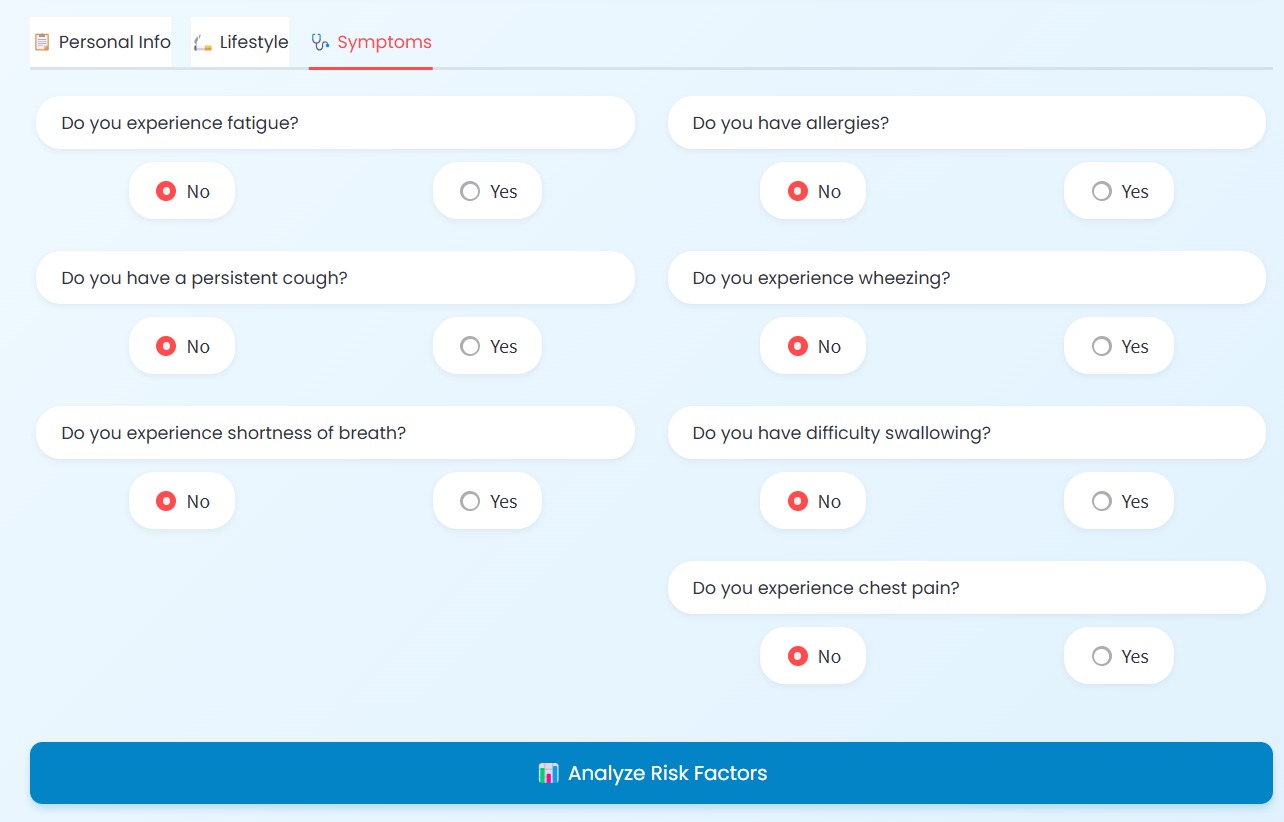 Personal Info Lifestyle Symptoms
Do you experience fatigue?
No Yes
Do you have a persistent cough?
No Yes
Do you experience shortness of breath?
No Yes
Do you have allergies?
No Yes
Do you experience wheezing?
No Yes
Do you have difficulty swallowing?
No Yes
Do you experience chest pain?
No Yes
Analyze Risk Factors